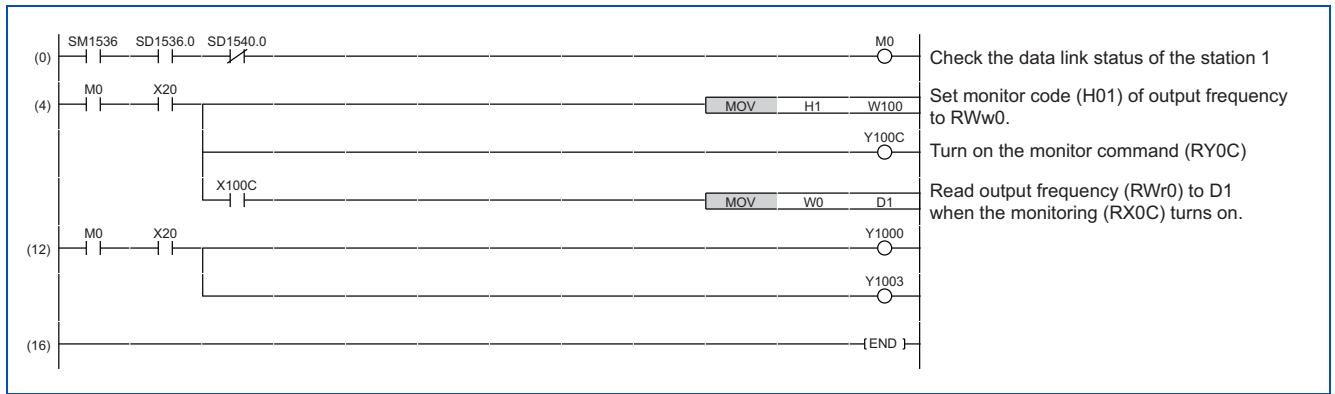 SM1536 SD1536.0 SD1540.0 M0
(0) Check the data link status of the station 1
M0 X20
(4) MOV H1 W100 Set monitor code (H01) of output frequency
to RWw0.
Y100C
Turn on the monitor command (RY0C)
X100C
MOV W0 D1 Read output frequency (RWr0) to D1
when the monitoring (RX0C) turns on.
M0 X20 Y1000
(12)
Y1003
(16) END